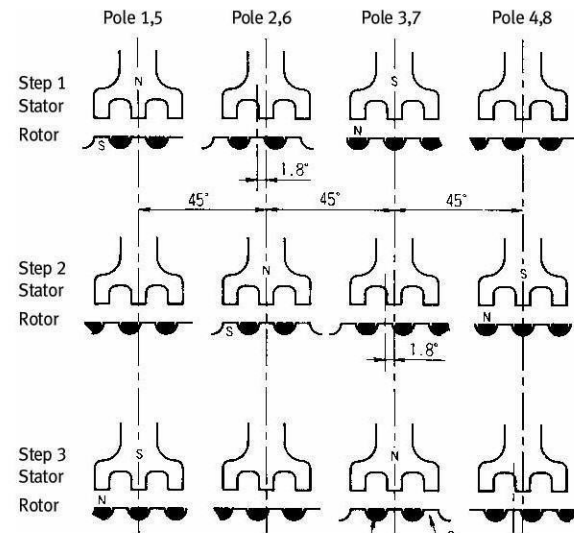 Pole 1,5 Pole 2,6 Pole 3,7 Pole 4,8
Step 1 N S
Stator
Rotor S N
1.8°
45° 45° 45°
Step 2 N S
Stator
Rotor S N
1.8°
Step 3 S N
Stator
Rotor N